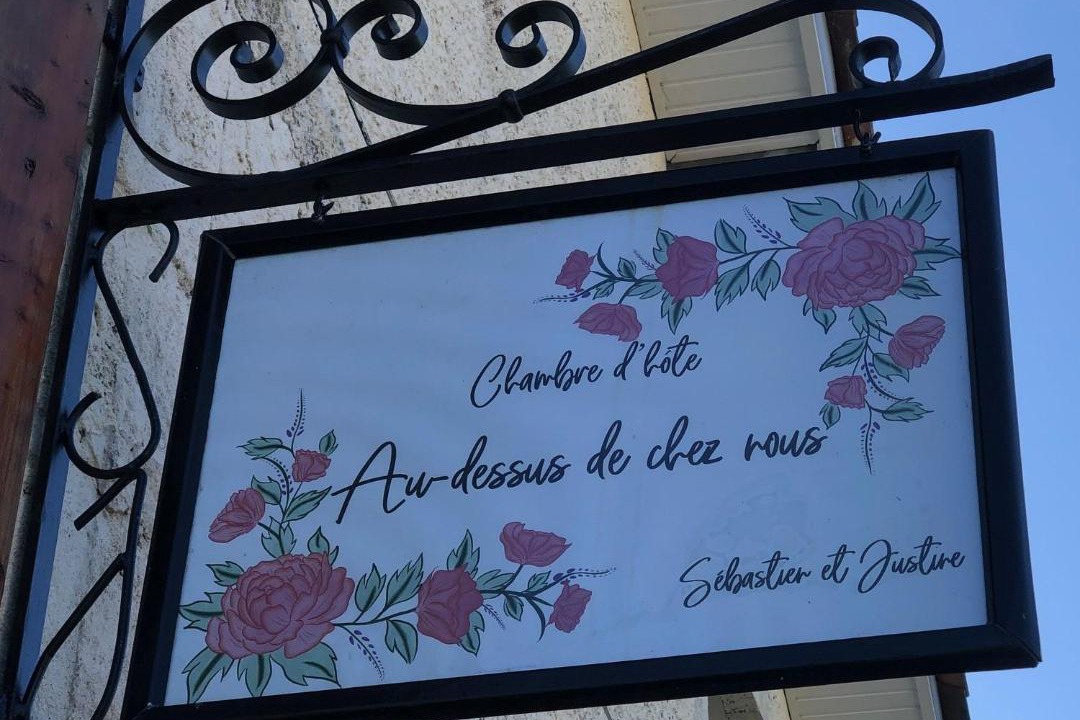 Chambre d'hôte
Au-dessus de chez nous
Sébastien et Justine